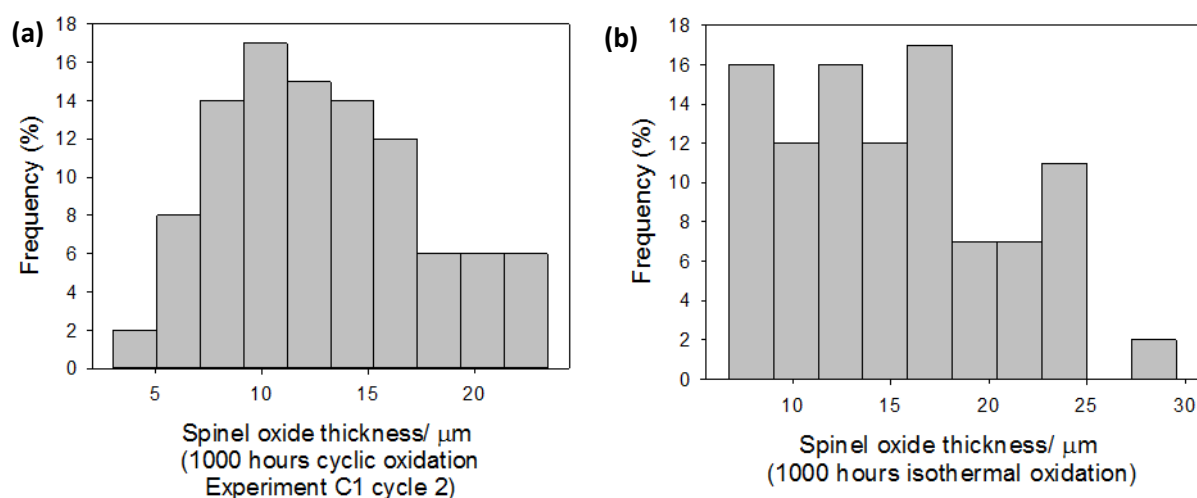 (a)
18
16
14
12
10
8
6
4
2
0
Frequency (%)
5 10 15 20
Spinel oxide thickness/ μm
(1000 hours cyclic oxidation
Experiment C1 cycle 2)
(b)
18
16
14
12
10
8
6
4
2
0
Frequency (%)
10 15 20 25 30
Spinel oxide thickness/ μm
(1000 hours isothermal oxidation)